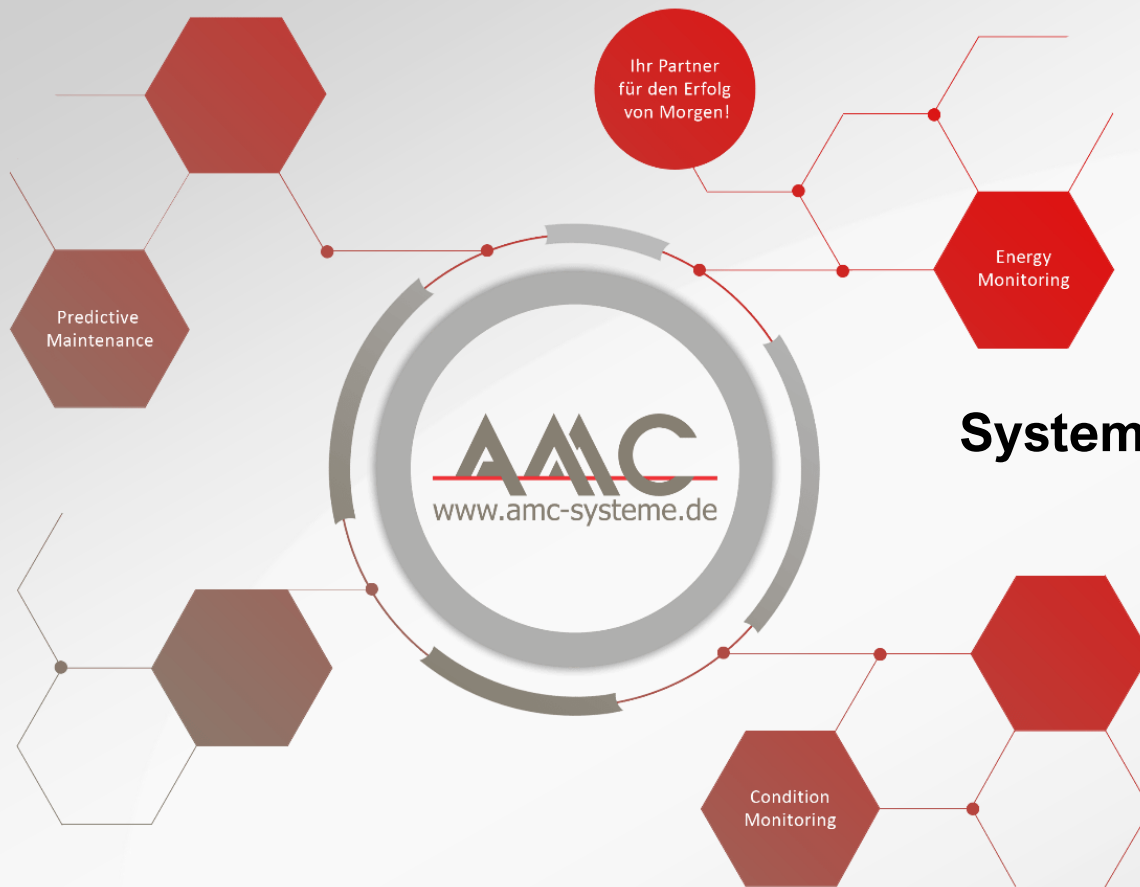 Ihr Partner
für den Erfolg
von Morgen!
Energy
Monitoring
Predictive
Maintenance
System
AMC
www.amc-systeme.de
Condition
Monitoring